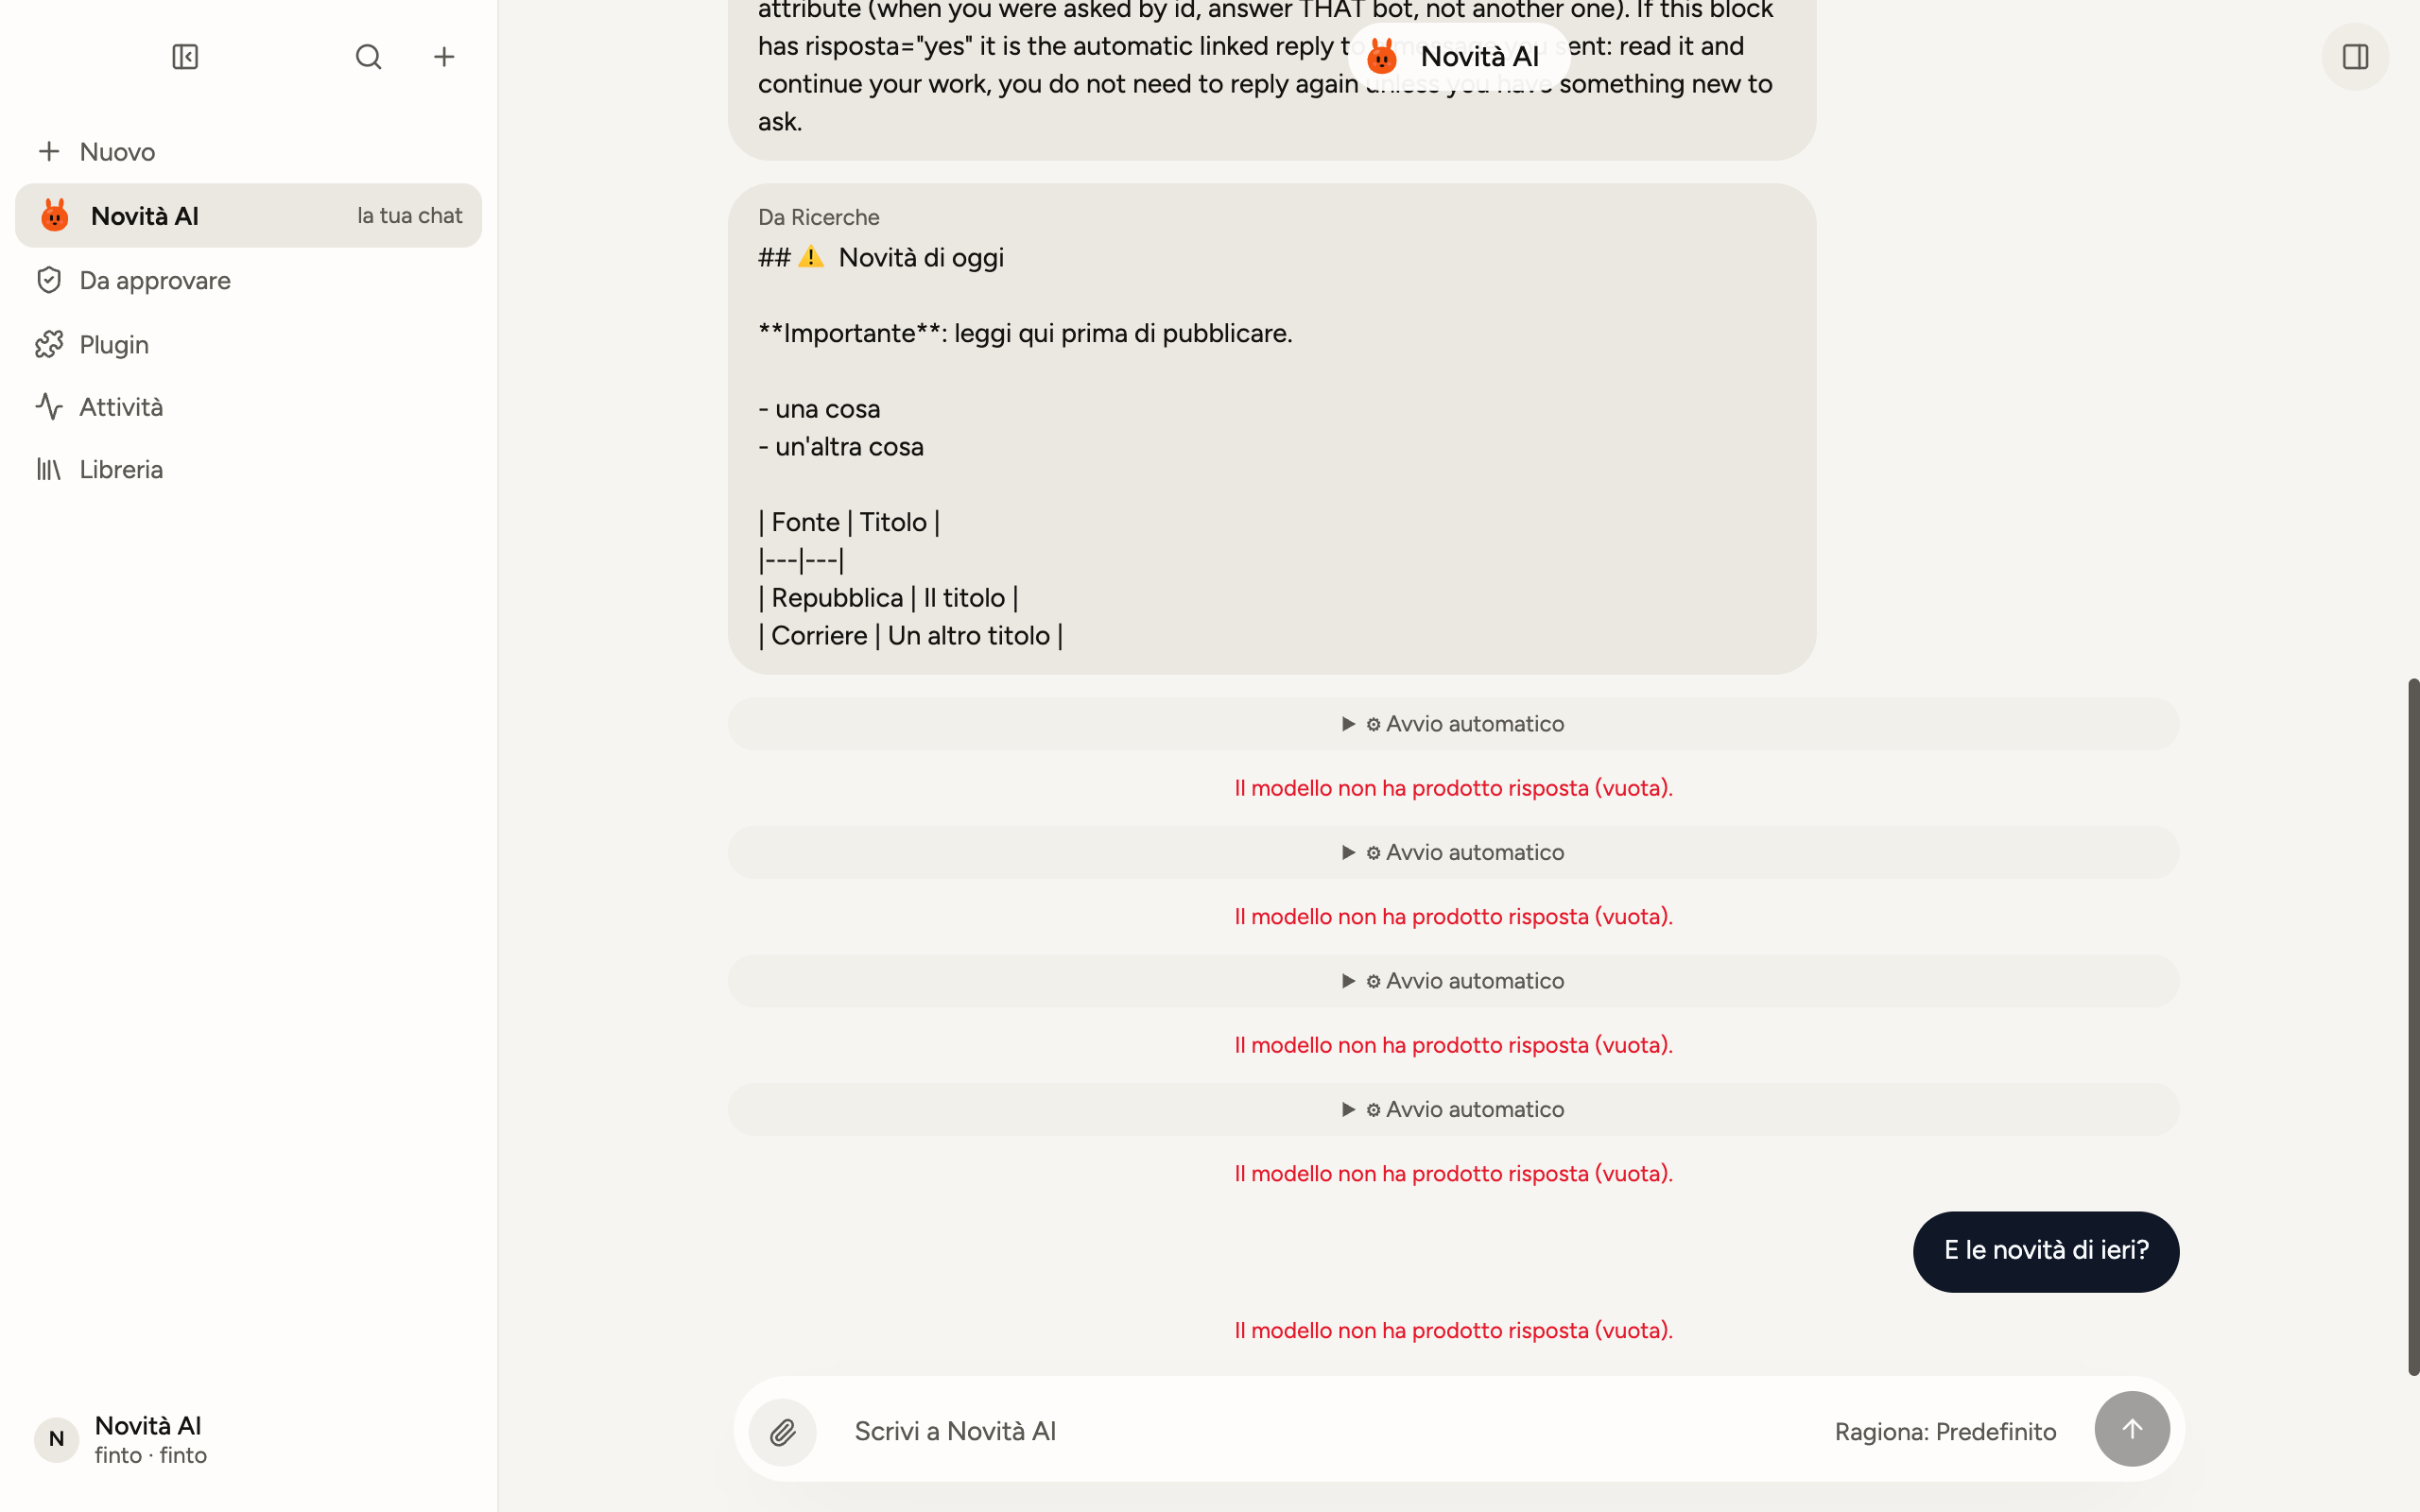 Nuovo
Novità AI
la tua chat
Da approvare
Plugin
Attività
Libreria
N
Novità AI
finto · finto
attribute (when you were asked by id, answer THAT bot, not another one). If this block
has risposta="yes" it is the automatic linked reply to a message you sent: read it and
Novità AI
continue your work, you do not need to reply again unless you have something new to
ask.
Da Ricerche
## ⚠️ Novità di oggi
**Importante**: leggi qui prima di pubblicare.
- una cosa
- un'altra cosa
| Fonte | Titolo |
|---|---|
| Repubblica | Il titolo |
| Corriere | Un altro titolo |
▶ ⚙ Avvio automatico
Il modello non ha prodotto risposta (vuota).
▶ ⚙ Avvio automatico
Il modello non ha prodotto risposta (vuota).
▶ ⚙ Avvio automatico
Il modello non ha prodotto risposta (vuota).
▶ ⚙ Avvio automatico
Il modello non ha prodotto risposta (vuota).
E le novità di ieri?
Il modello non ha prodotto risposta (vuota).
Scrivi a Novità AI
Ragiona: Predefinito